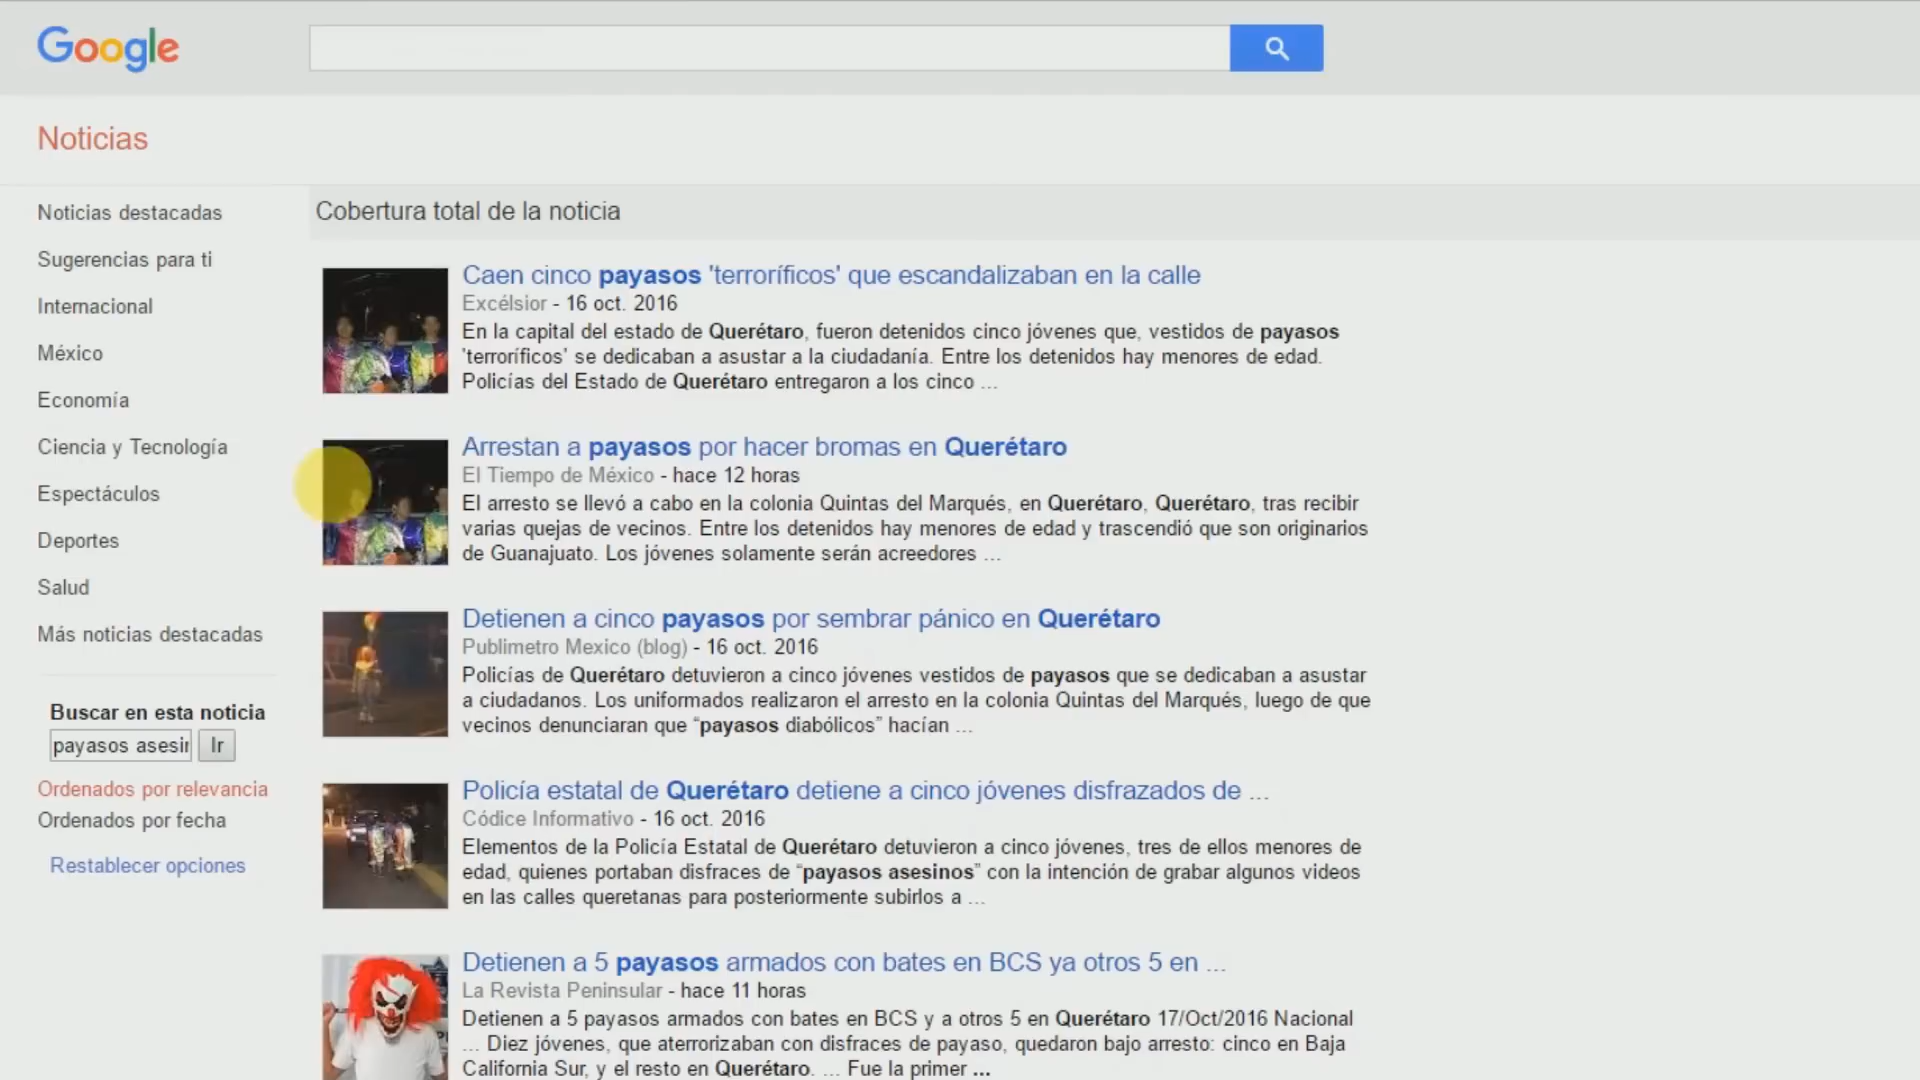 Google
Noticias
Noticias destacadas
Sugerencias para ti
Internacional
México
Economía
Ciencia y Tecnología
Espectáculos
Deportes
Salud
Más noticias destacadas
Buscar en esta noticia
payasos asesin
Ir
Ordenados por relevancia
Ordenados por fecha
Restablecer opciones
Cobertura total de la noticia
Caen cinco payasos 'terroríficos' que escandalizaban en la calle
Excélsior - 16 oct. 2016
En la capital del estado de Querétaro, fueron detenidos cinco jóvenes que, vestidos de payasos
'terroríficos' se dedicaban a asustar a la ciudadanía. Entre los detenidos hay menores de edad.
Policías del Estado de Querétaro entregaron a los cinco ...
Arrestan a payasos por hacer bromas en Querétaro
El Tiempo de México - hace 12 horas
El arresto se llevó a cabo en la colonia Quintas del Marqués, en Querétaro, Querétaro, tras recibir
varias quejas de vecinos. Entre los detenidos hay menores de edad y trascendió que son originarios
de Guanajuato. Los jóvenes solamente serán acreedores ...
Detienen a cinco payasos por sembrar pánico en Querétaro
Publimetro Mexico (blog) - 16 oct. 2016
Policías de Querétaro detuvieron a cinco jóvenes vestidos de payasos que se dedicaban a asustar
a ciudadanos. Los uniformados realizaron el arresto en la colonia Quintas del Marqués, luego de que
vecinos denunciaran que “payasos diabólicos” hacían ...
Policía estatal de Querétaro detiene a cinco jóvenes disfrazados de ...
Códice Informativo - 16 oct. 2016
Elementos de la Policía Estatal de Querétaro detuvieron a cinco jóvenes, tres de ellos menores de
edad, quienes portaban disfraces de “payasos asesinos” con la intención de grabar algunos videos
en las calles queretanas para posteriormente subirlos a ...
Detienen a 5 payasos armados con bates en BCS ya otros 5 en ...
La Revista Peninsular - hace 11 horas
Detienen a 5 payasos armados con bates en BCS y a otros 5 en Querétaro 17/Oct/2016 Nacional
... Diez jóvenes, que aterrorizaban con disfraces de payaso, quedaron bajo arresto: cinco en Baja
California Sur, y el resto en Querétaro. ... Fue la primer ...